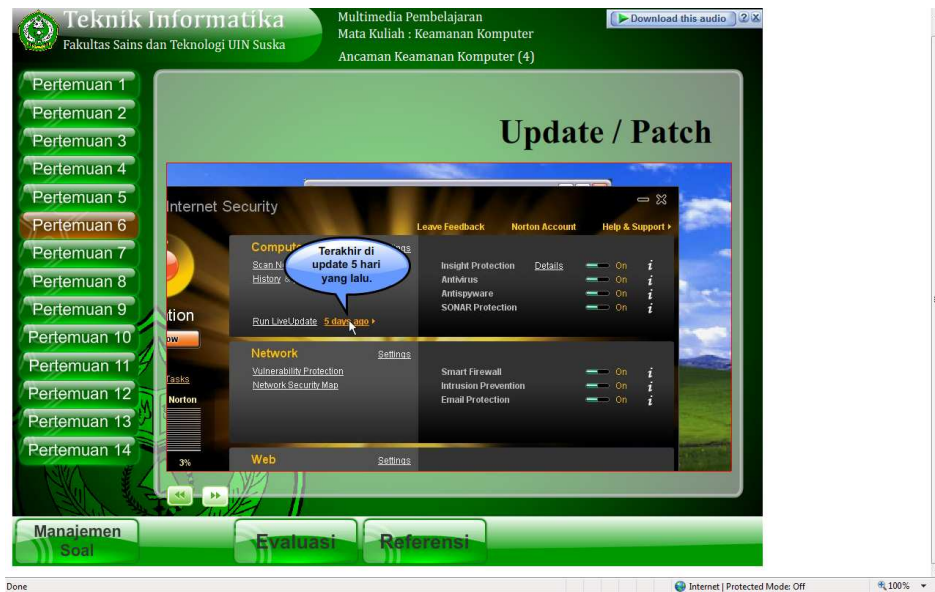 Teknik Informatika
Fakultas Sains dan Teknologi UIN Suska
Multimedia Pembelajaran
Mata Kuliah : Keamanan Komputer
Ancaman Keamanan Komputer (4)
Download this audio
Pertemuan 1
Pertemuan 2
Pertemuan 3
Pertemuan 4
Pertemuan 5
Pertemuan 6
Pertemuan 7
Pertemuan 8
Pertemuan 9
Pertemuan 10
Pertemuan 11
Pertemuan 12
Pertemuan 13
Pertemuan 14
Update / Patch
Internet Security
Leave Feedback Norton Account Help & Support
Terakhir di
update 5 hari
yang lalu.
History
Run LiveUpdate 5 days ago
Insight Protection Details On
Antivirus On
Antispyware On
SONAR Protection On
Network Settings
Vulnerability Protection
Network Security Map
Smart Firewall On
Intrusion Prevention On
Email Protection On
Tasks
Norton
3%
Web Settings
Manajemen
Soal
Evaluasi
Referensi
Done
Internet | Protected Mode: Off
100%